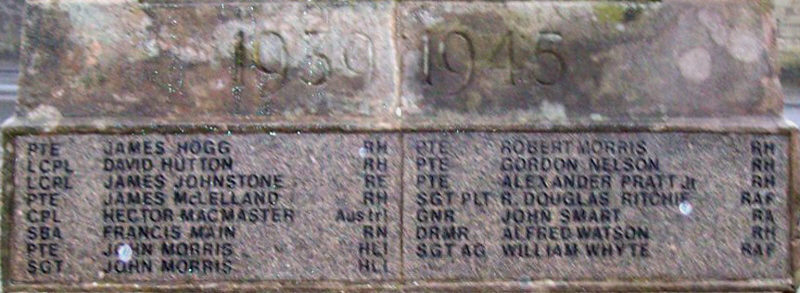 1939 1945
PTE JAMES HOGG RH
LCPL DAVID HUTTON RH
LCPL JAMES JOHNSTONE RE
PTE JAMES McLELLAND RH
CPL HECTOR MACMASTER Austrl
SBA FRANCIS MAIN RN
PTE JOHN MORRIS HLI
SGT JOHN MORRIS HLI
PTE ROBERT MORRIS RH
PTE GORDON NELSON RH
PTE ALEXANDER PRATT Jr RH
SGT PLT R. DOUGLAS RITCHIE RAF
GNR JOHN SMART RA
DRMR ALFRED WATSON RH
SGT AG WILLIAM WHYTE RAF